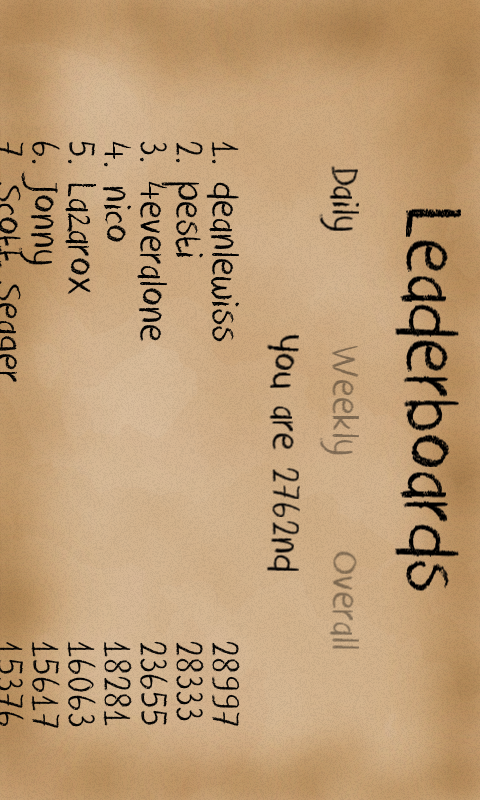 Leaderboards
Daily Weekly Overall
you are 2762nd
1. deanlewiss 28997
2. pesti 28333
3. 4everalone 23655
4. nico 18281
5. La2arox 16063
6. Jonny 15617
7. Scott Seager 15376